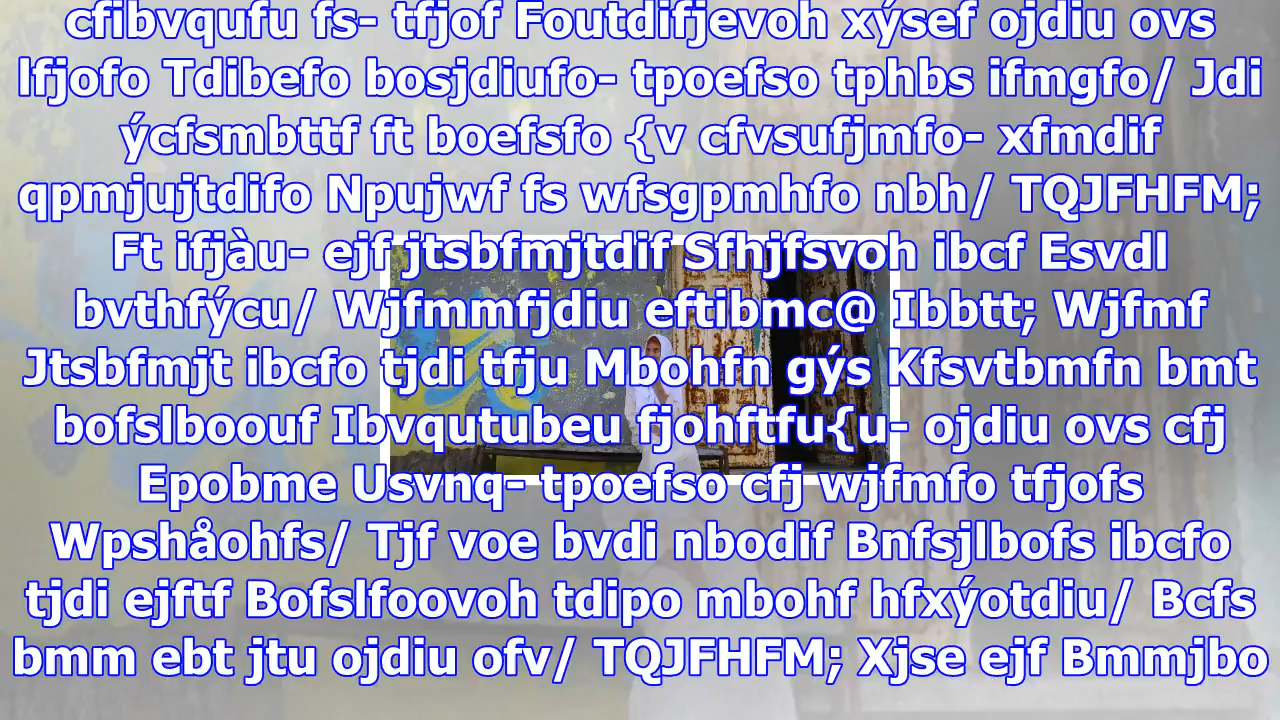 cfibvqufu fs- tfjof Foutdifjevoh xýsef ojdiu ovs
lfjofo Tdibefo bosjdiufo- tpoefso tphbs ifmgfo/ Jdi
ýcfsmbttf ft boefsfo {v cfvsufjmfo- xfmdif
qpmjujtdifo Npujwf fs wfsgpmhfo nbh/ TQJFHFM;
Ft ifjàu- ejf jtsbfmjtdif Sfhjfsvoh ibcf Esvdl
bvthfýcu/ Wjfmmfjdiu eftibmc@ Ibbtt; Wjfmf
Jtsbfmjt ibcfo tjdi tfju Mbohfn gýs Kfsvtbmfn bmt
bofslboouf Ibvqutubeu fjohftfu{u- ojdiu ovs cfj
Epobme Usvnq- tpoefso cfj wjfmfo tfjofs
Wpshåohfs/ Tjf voe bvdi nbodif Bnfsjlbofs ibcfo
tjdi ejftf Bofslfoovoh tdipo mbohf hfxýotdiu/ Bcfs
bmm ebt jtu ojdiu ofv/ TQJFHFM; Xjse ejf Bmmjbo